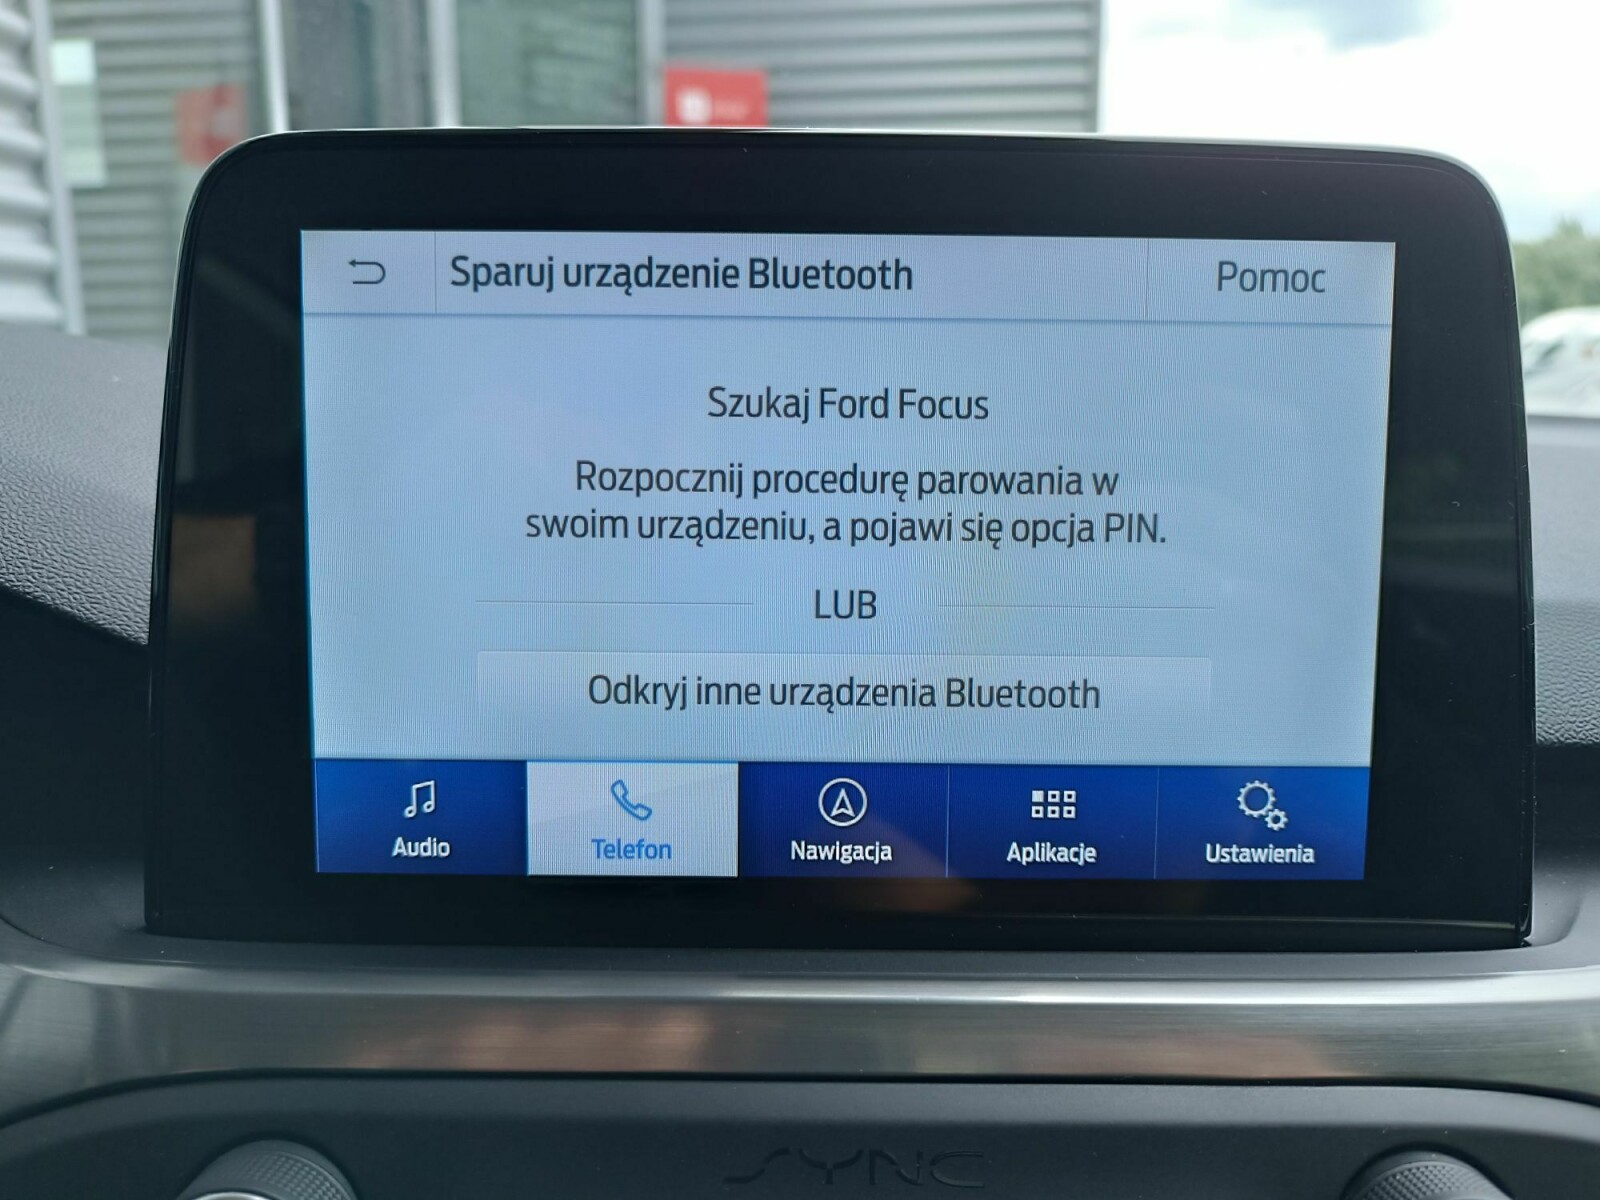 Sparuj urządzenie Bluetooth
Pomoc
Szukaj Ford Focus
Rozpocznij procedurę parowania w
swoim urządzeniu, a pojawi się opcja PIN.
LUB
Odkryj inne urządzenia Bluetooth
Audio
Telefon
Nawigacja
Aplikacje
Ustawienia
SYNC